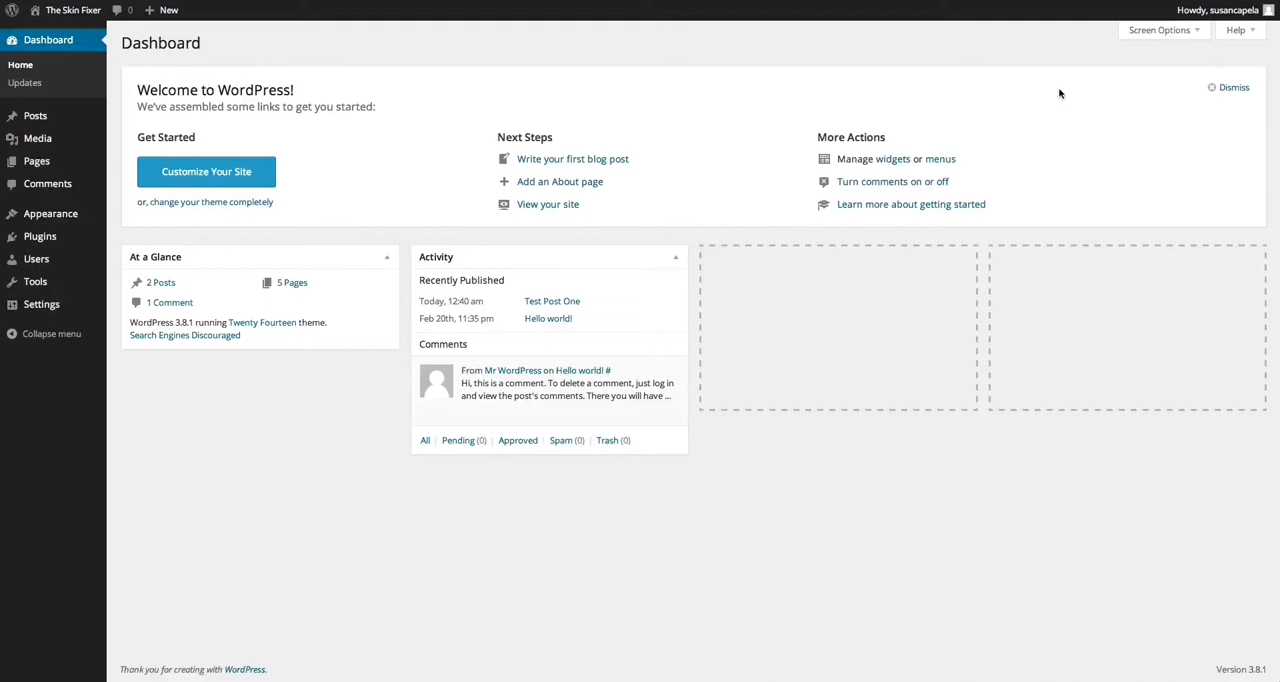 The Skin Fixer 0 New
Howdy, susancapela
Dashboard
Home
Updates
Posts
Media
Pages
Comments
Appearance
Plugins
Users
Tools
Settings
Collapse menu
Dashboard
Screen Options
Help
Welcome to WordPress!
We've assembled some links to get you started:
Dismiss
Get Started
Customize Your Site
or, change your theme completely
Next Steps
Write your first blog post
Add an About page
View your site
More Actions
Manage widgets or menus
Turn comments on or off
Learn more about getting started
At a Glance
2 Posts
5 Pages
1 Comment
WordPress 3.8.1 running Twenty Fourteen theme.
Search Engines Discouraged
Activity
Recently Published
Today, 12:40 am Test Post One
Feb 20th, 11:35 pm Hello world!
Comments
From Mr WordPress on Hello world! #
Hi, this is a comment. To delete a comment, just log in
and view the post's comments. There you will have ...
All | Pending (0) | Approved | Spam (0) | Trash (0)
Thank you for creating with WordPress.
Version 3.8.1